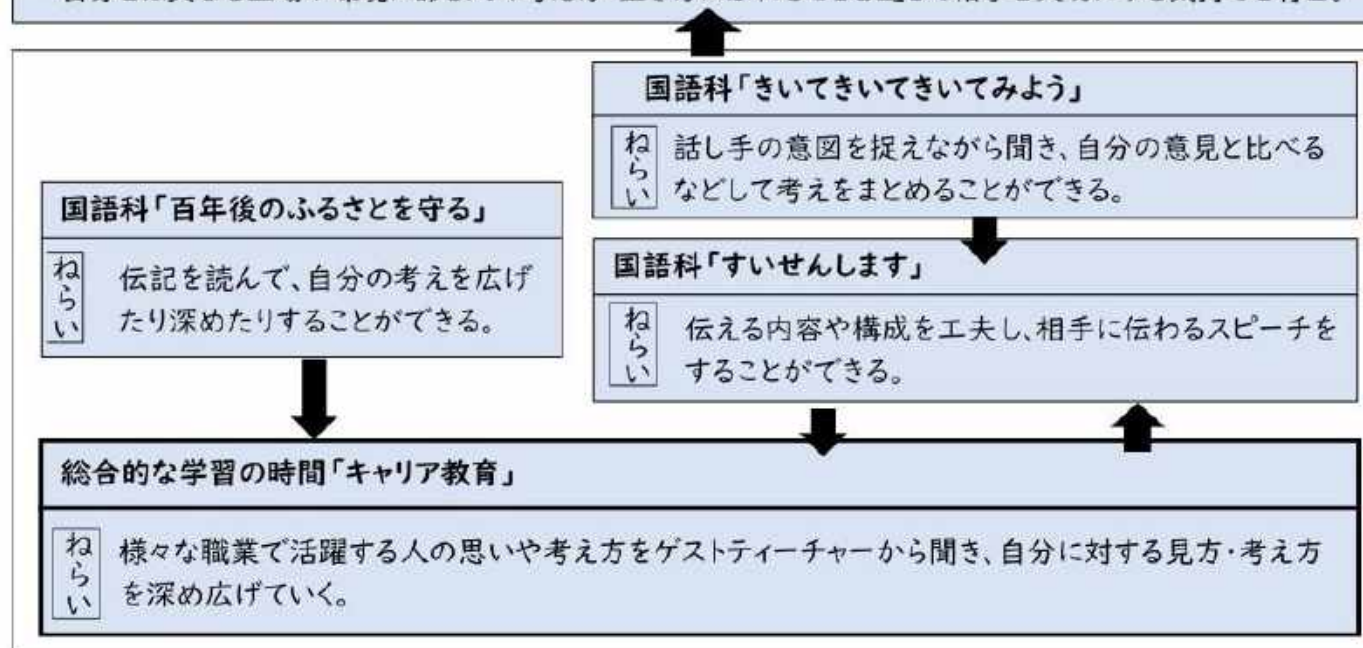 国語科「きいてきいてきいてみよう」
ねらい
話し手の意図を捉えながら聞き、自分の意見と比べる
などして考えをまとめることができる。
国語科「百年後のふるさとを守る」
ねらい
伝記を読んで、自分の考えを広げ
たり深めたりすることができる。
国語科「すいせんします」
ねらい
伝える内容や構成を工夫し、相手に伝わるスピーチを
することができる。
総合的な学習の時間「キャリア教育」
ねらい
様々な職業で活躍する人の思いや考え方をゲストティーチャーから聞き、自分に対する見方・考え方
を深め広げていく。